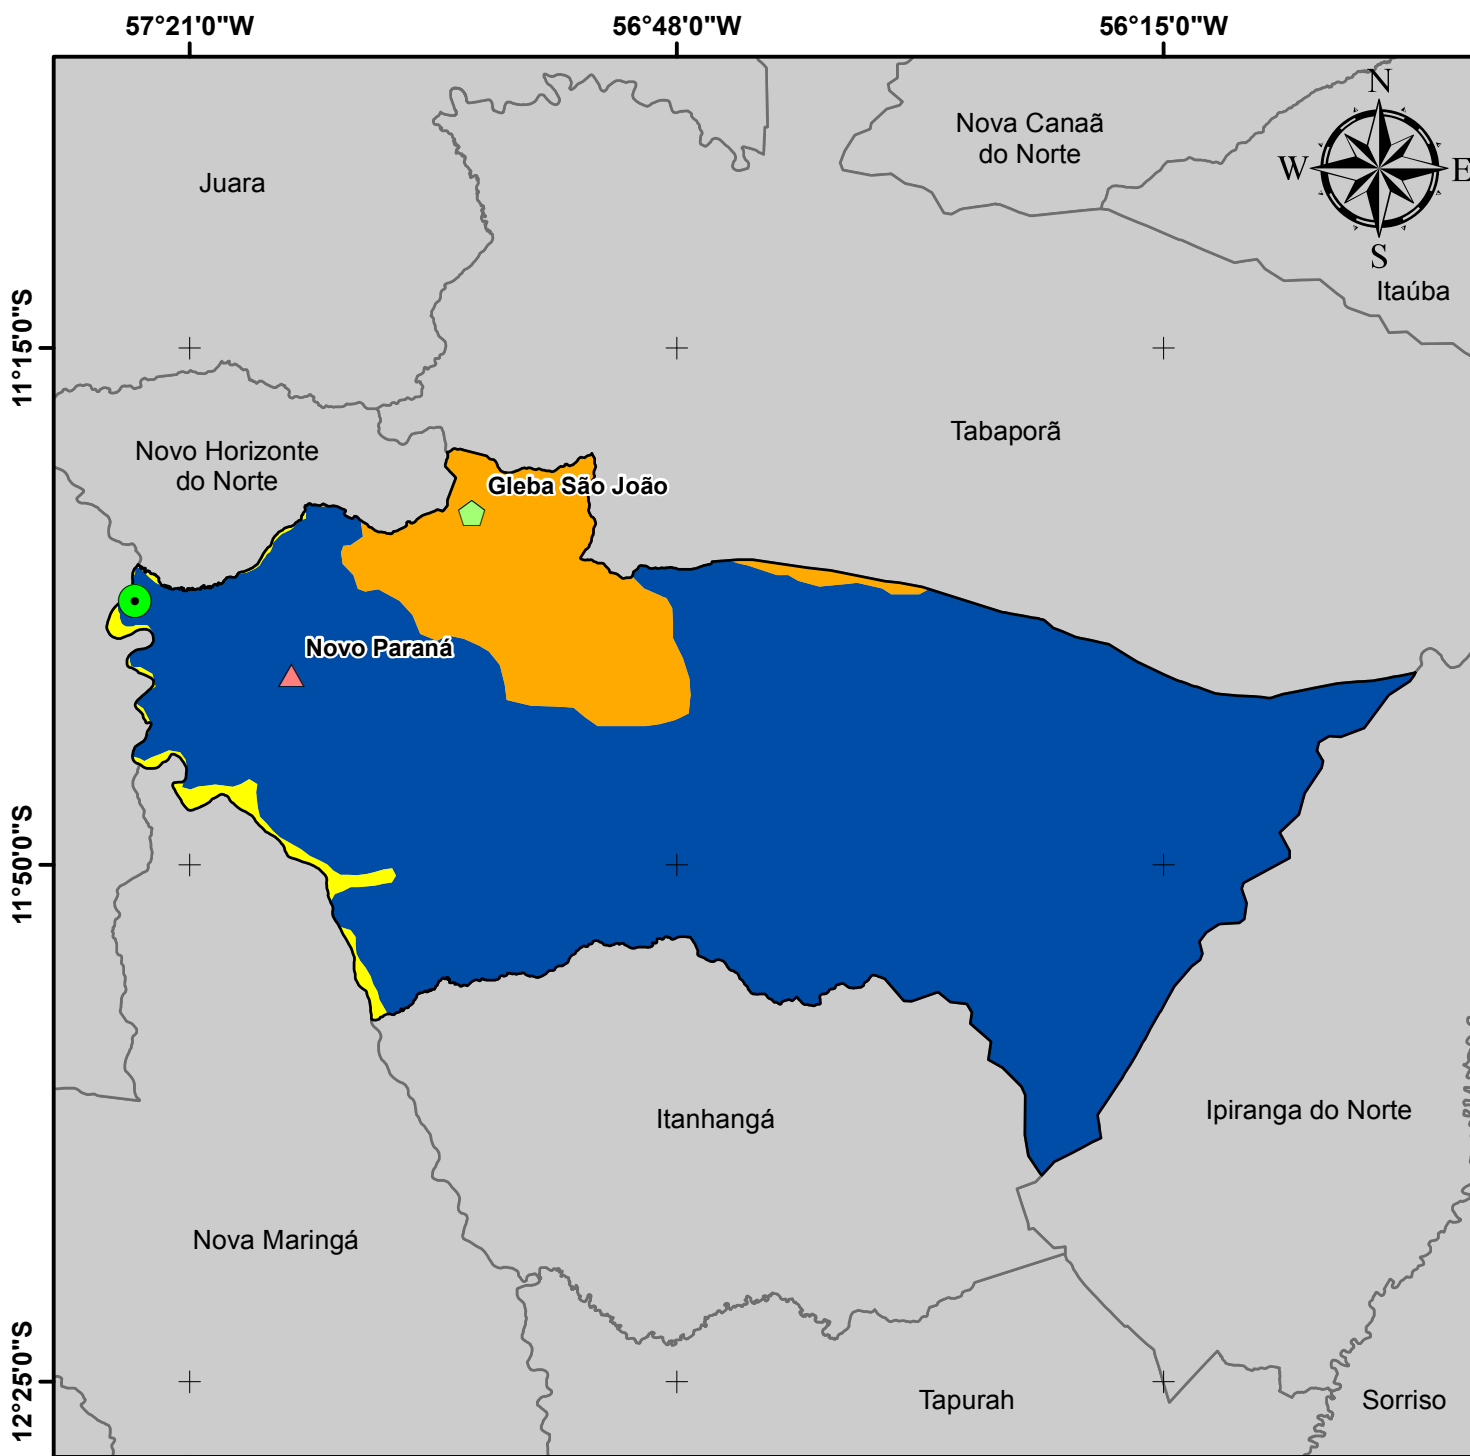 57°21'0"W
56°48'0"W
56°15'0"W
N
Nova Canaã
do Norte
W
E
Juara
S
Itaúba
11°15'0"S
Tabaporã
Novo Horizonte
do Norte
Gleba São João
Novo Paraná
11°50'0"S
Itanhangá
Ipiranga do Norte
Nova Maringá
12°25'0"S
Tapurah
Sorriso